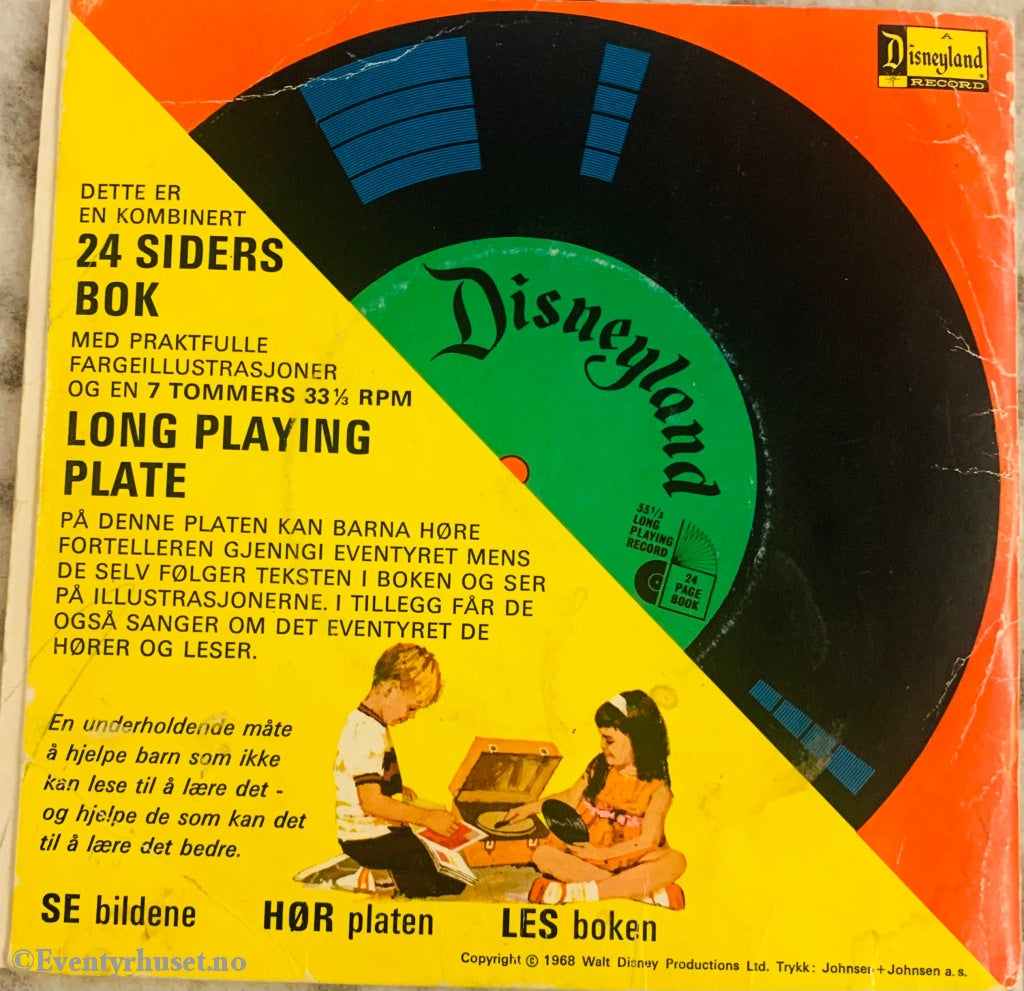 A
Disneyland
RECORD
DETTE ER
EN KOMBINERT
24 SIDERS
BOK
MED PRAKTFULLE
FARGEILLUSTRASJONER
OG EN 7 TOMMERS 33⅓ RPM
LONG PLAYING
PLATE
PÅ DENNE PLATEN KAN BARNA HØRE
FORTELLEREN GJENNGI EVENTYRET MENS
DE SELV FØLGER TEKSTEN I BOKEN OG SER
PÅ ILLUSTRASJONERNE. I TILLEGG FÅR DE
OGSÅ SANGER OM DET EVENTYRET DE
HØRER OG LESER.
Disneyland
33⅓
LONG
PLAYING
RECORD
24
PAGE
BOOK
En underholdende måte
å hjelpe barn som ikke
kan lese til å lære det -
og hjelpe de som kan det
til å lære det bedre.
SE bildene HØR platen LES boken
©Eventyrhuset.no
Copyright © 1968 Walt Disney Productions Ltd. Trykk: Johnsen+Johnsen a.s.